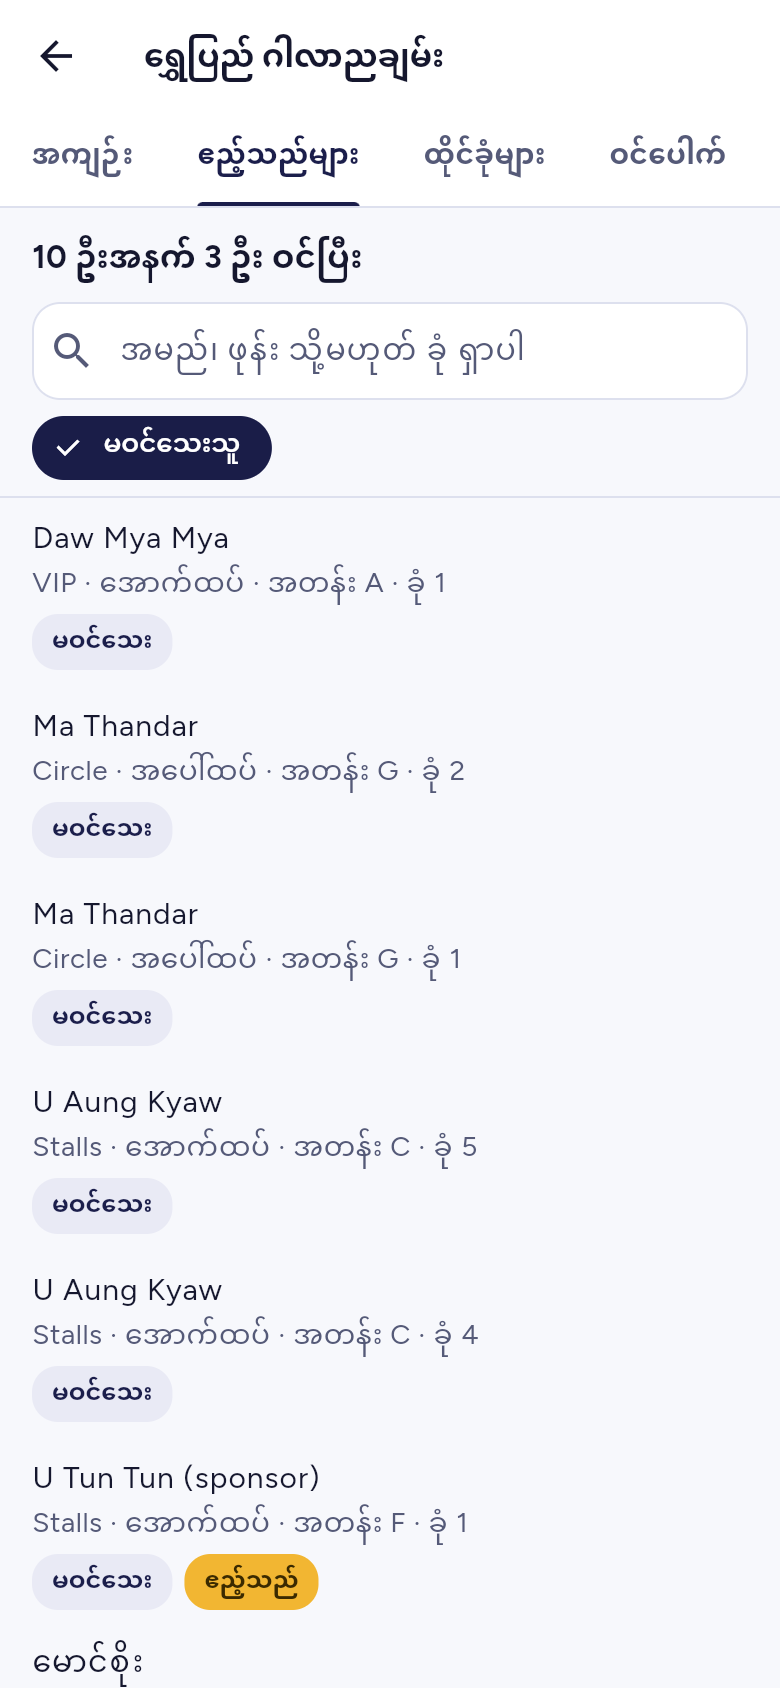 ရွှေပြည် ဂါလာညချမ်း
အကျဉ်း ဧည့်သည်များ ထိုင်ခုံများ ဝင်ပေါက်
10 ဦးအနက် 3 ဦး ဝင်ပြီး
အမည်၊ ဖုန်း သို့မဟုတ် ခုံ ရှာပါ
မဝင်သေးသူ
Daw Mya Mya
VIP · အောက်ထပ် · အတန်း A · ခုံ 1
မဝင်သေး
Ma Thandar
Circle · အပေါ်ထပ် · အတန်း G · ခုံ 2
မဝင်သေး
Ma Thandar
Circle · အပေါ်ထပ် · အတန်း G · ခုံ 1
မဝင်သေး
U Aung Kyaw
Stalls · အောက်ထပ် · အတန်း C · ခုံ 5
မဝင်သေး
U Aung Kyaw
Stalls · အောက်ထပ် · အတန်း C · ခုံ 4
မဝင်သေး
U Tun Tun (sponsor)
Stalls · အောက်ထပ် · အတန်း F · ခုံ 1
မဝင်သေး ဧည့်သည်
မောင်စိုး